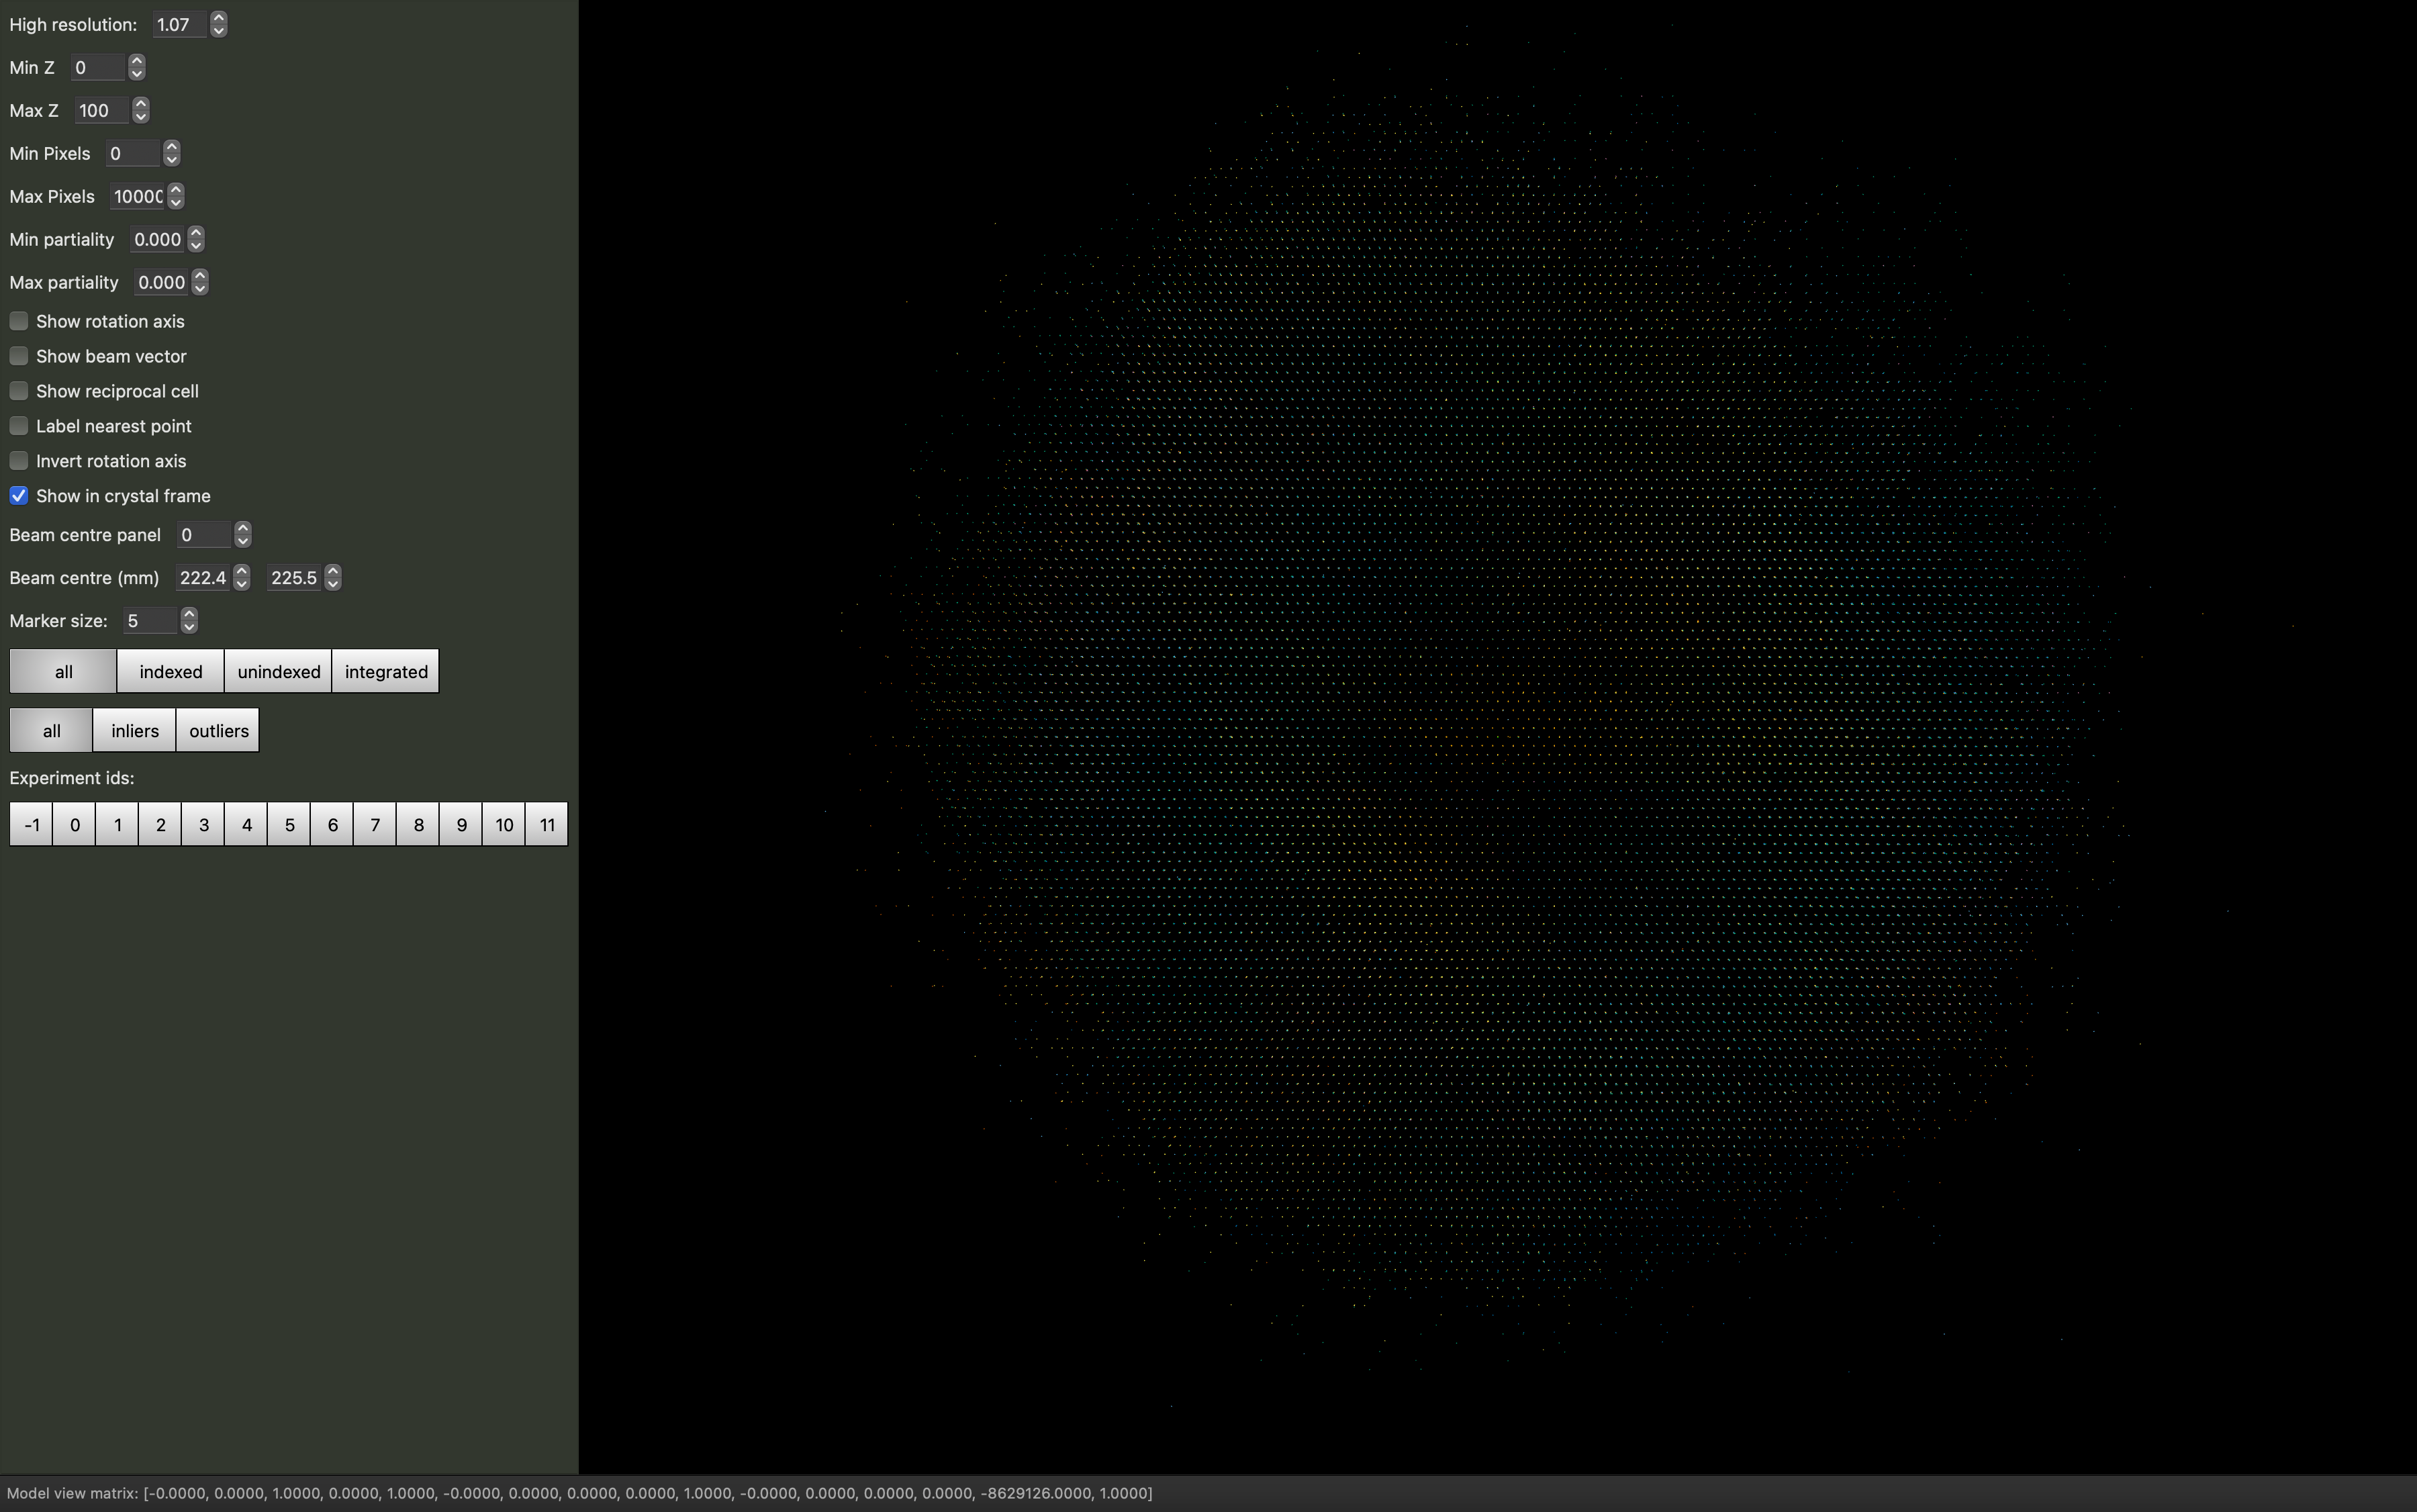 High resolution: 1.07
Min Z 0
Max Z 100
Min Pixels 0
Max Pixels 10000
Min partiality 0.000
Max partiality 0.000
Show rotation axis
Show beam vector
Show reciprocal cell
Label nearest point
Invert rotation axis
Show in crystal frame
Beam centre panel 0
Beam centre (mm) 222.4 225.5
Marker size: 5
all indexed unindexed integrated
all inliers outliers
Experiment ids:
-1 0 1 2 3 4 5 6 7 8 9 10 11
Model view matrix: [-0.0000, 0.0000, 1.0000, 0.0000, 1.0000, -0.0000, 0.0000, 0.0000, 0.0000, 1.0000, -0.0000, 0.0000, 0.0000, 0.0000, -8629126.0000, 1.0000]